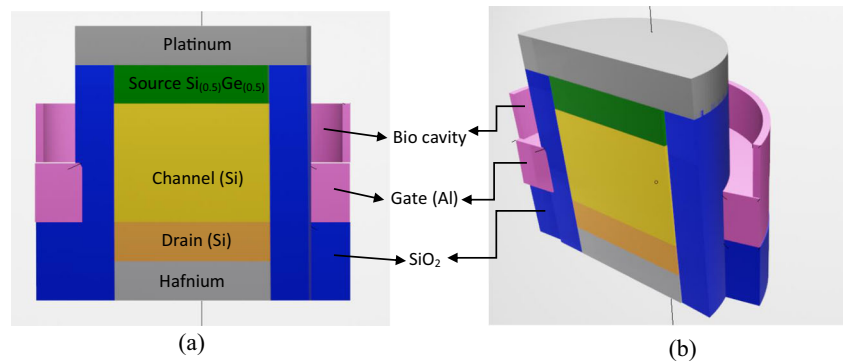 Platinum
Source Si(0.5)Ge(0.5)
Bio cavity
Channel (Si)
Gate (Al)
Drain (Si)
SiO2
Hafnium
(a)
(b)